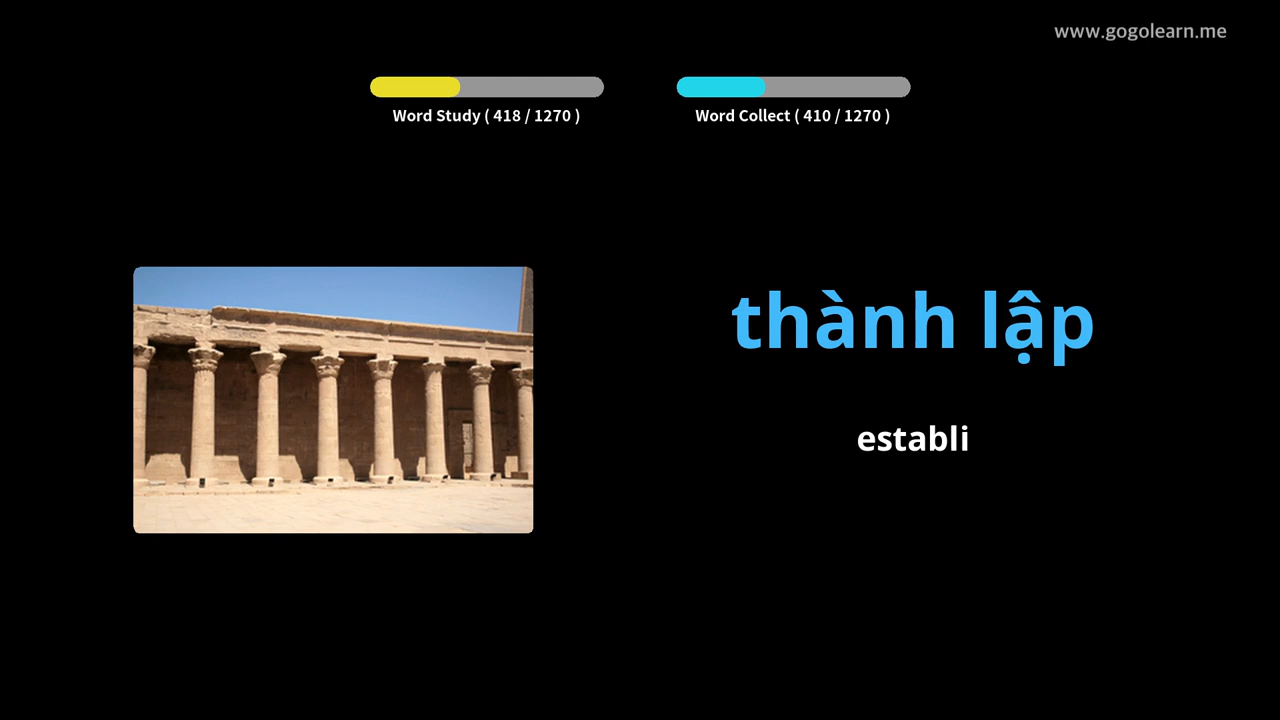 www.gogolearn.me
Word Study ( 418 / 1270 )
Word Collect ( 410 / 1270 )
thành lập
establi